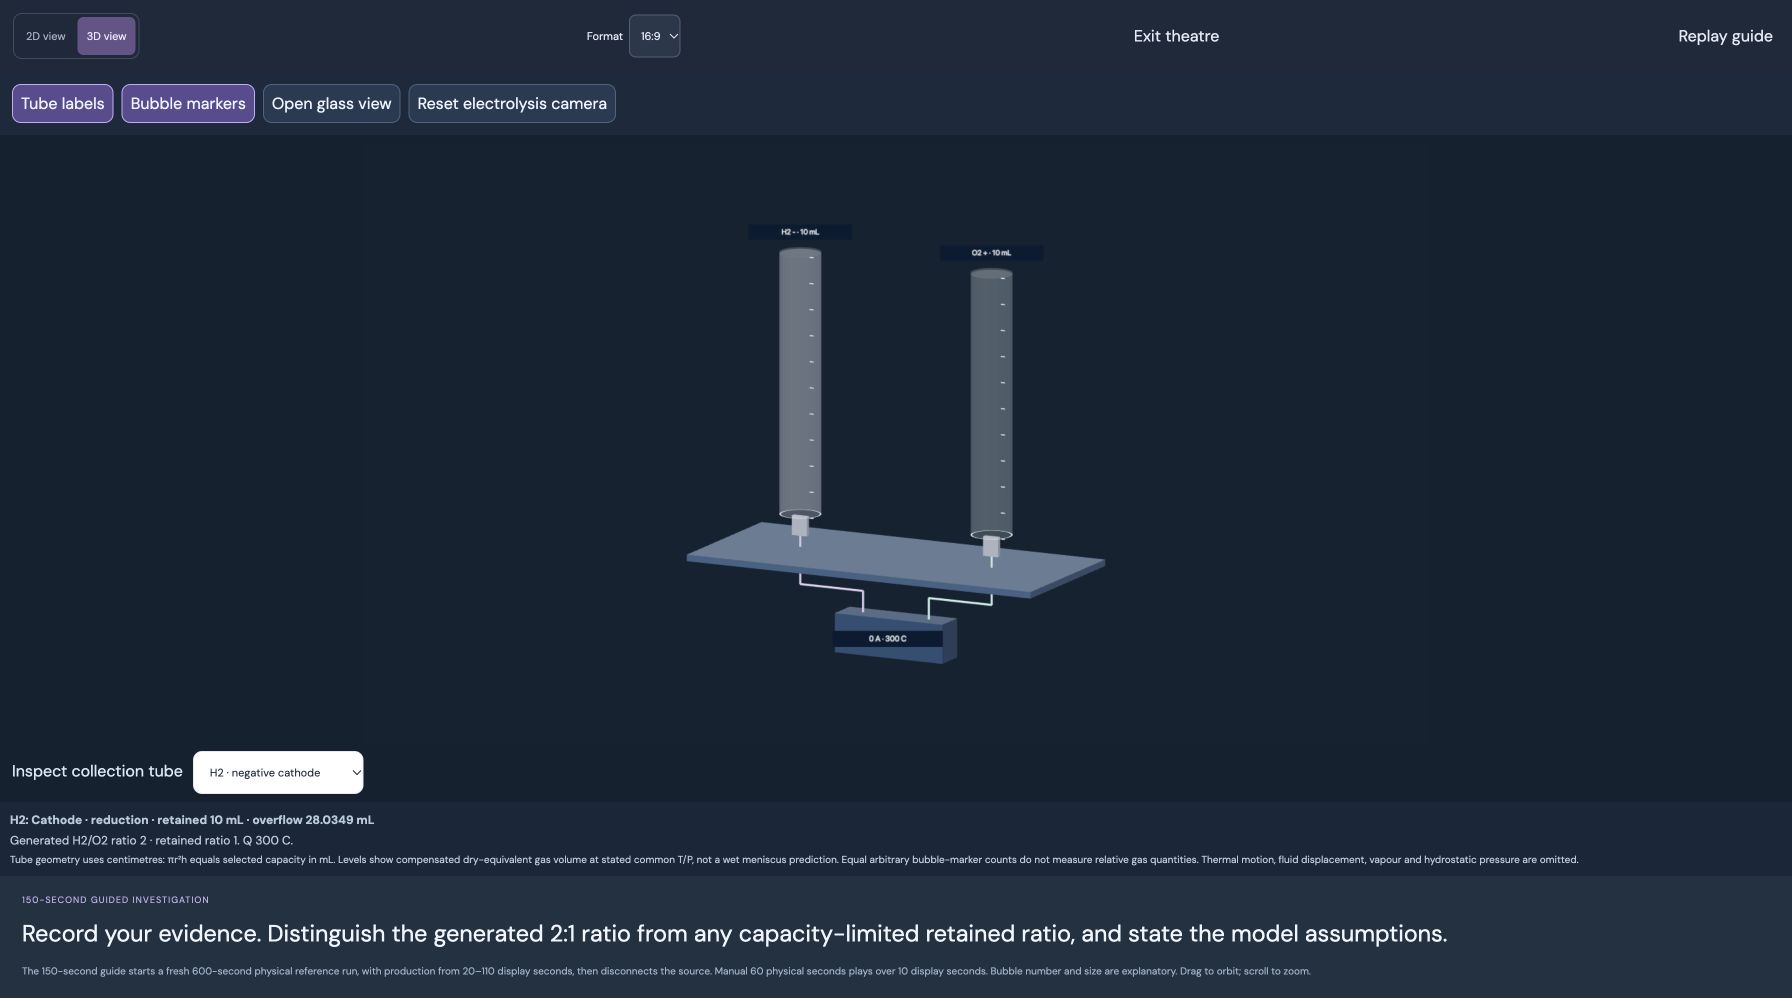 2D view
3D view
Format
16:9
Exit theatre
Replay guide
Tube labels
Bubble markers
Open glass view
Reset electrolysis camera
H2 - · 10 mL
O2 + · 10 mL
0 A · 300 C
Inspect collection tube
H2 · negative cathode
H2: Cathode · reduction · retained 10 mL · overflow 28.0349 mL
Generated H2/O2 ratio 2 · retained ratio 1. Q 300 C.
Tube geometry uses centimetres: πr²h equals selected capacity in mL. Levels show compensated dry-equivalent gas volume at stated common T/P, not a wet meniscus prediction. Equal arbitrary bubble-marker counts do not measure relative gas quantities. Thermal motion, fluid displacement, vapour and hydrostatic pressure are omitted.
150-SECOND GUIDED INVESTIGATION
Record your evidence. Distinguish the generated 2:1 ratio from any capacity-limited retained ratio, and state the model assumptions.
The 150-second guide starts a fresh 600-second physical reference run, with production from 20–110 display seconds, then disconnects the source. Manual 60 physical seconds plays over 10 display seconds. Bubble number and size are explanatory. Drag to orbit; scroll to zoom.